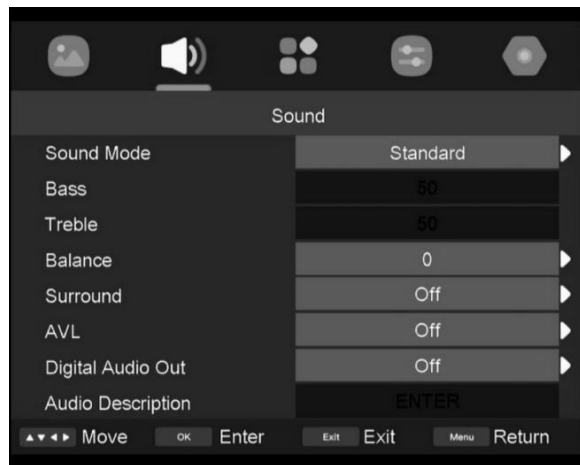 Sound
Sound Mode Standard
Bass 50
Treble 50
Balance 0
Surround Off
AVL Off
Digital Audio Out Off
Audio Description ENTER
Move OK Enter Exit Exit Menu Return